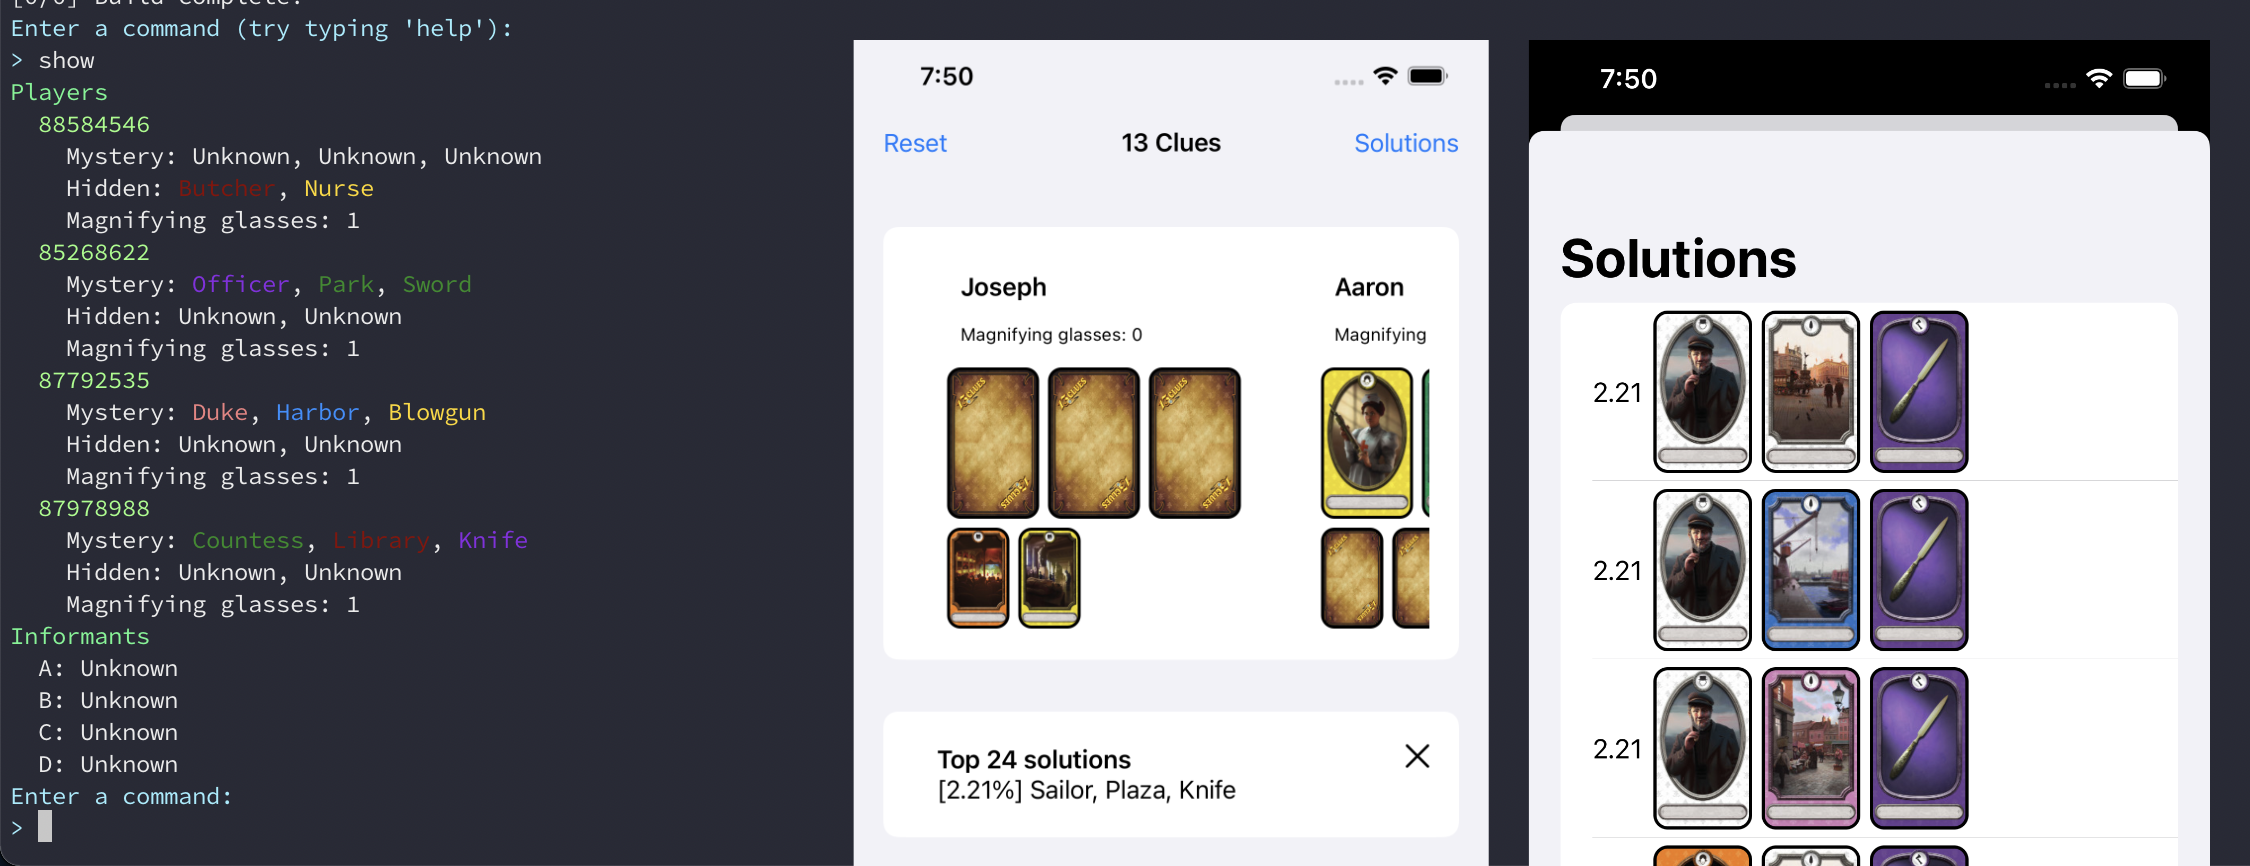 Enter a command (try typing 'help'):
> show
Players
88584546
Mystery: Unknown, Unknown, Unknown
Hidden: Butcher, Nurse
Magnifying glasses: 1
85268622
Mystery: Officer, Park, Sword
Hidden: Unknown, Unknown
Magnifying glasses: 1
87792535
Mystery: Duke, Harbor, Blowgun
Hidden: Unknown, Unknown
Magnifying glasses: 1
87978988
Mystery: Countess, Library, Knife
Hidden: Unknown, Unknown
Magnifying glasses: 1
Informants
A: Unknown
B: Unknown
C: Unknown
D: Unknown
Enter a command:
>
7:50
Reset 13 Clues Solutions
Joseph Aaron
Magnifying glasses: 0 Magnifying
Top 24 solutions
[2.21%] Sailor, Plaza, Knife
7:50
Solutions
2.21
2.21
2.21